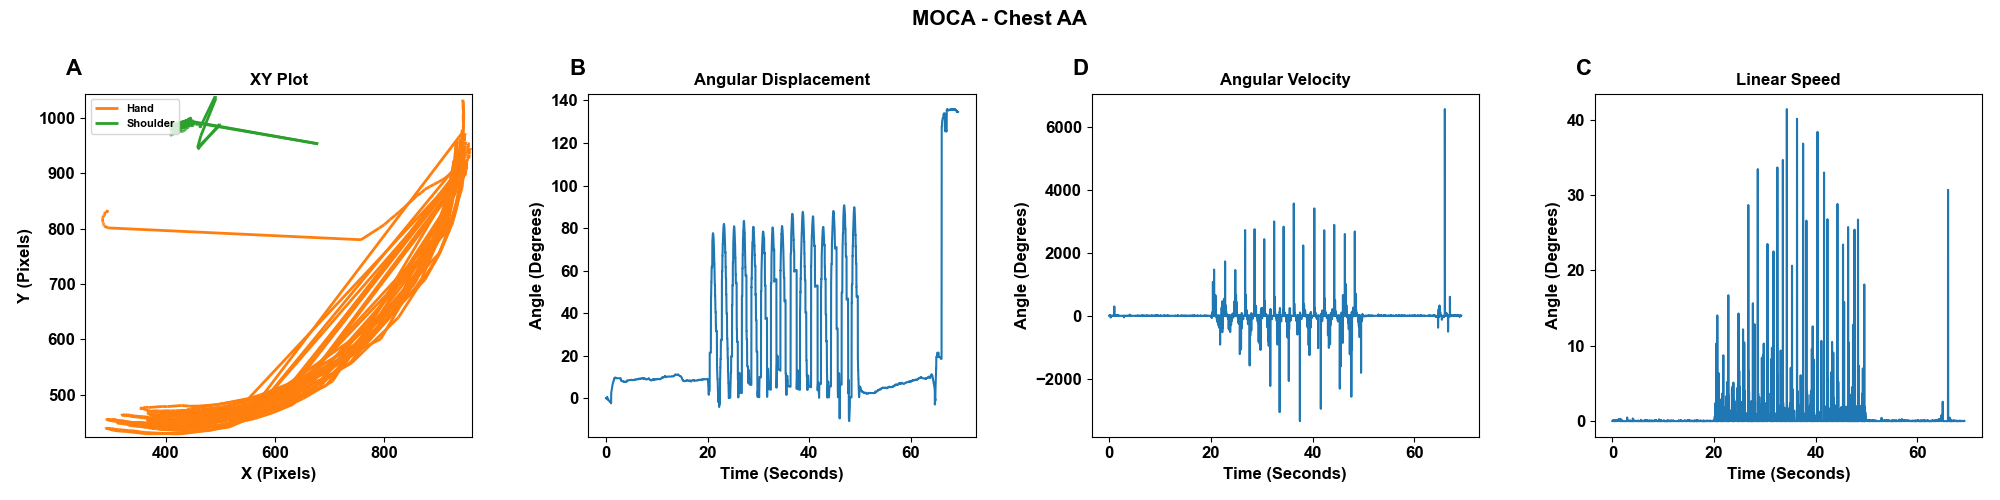 MOCA - Chest AA
A
XY Plot
Hand
Shoulder
1000
900
800
700
600
500
400
600
800
Y (Pixels)
X (Pixels)
B
Angular Displacement
140
120
100
80
60
40
20
0
0
20
40
60
Angle (Degrees)
Time (Seconds)
D
Angular Velocity
6000
4000
2000
0
−2000
0
20
40
60
Angle (Degrees)
Time (Seconds)
C
Linear Speed
40
30
20
10
0
0
20
40
60
Angle (Degrees)
Time (Seconds)